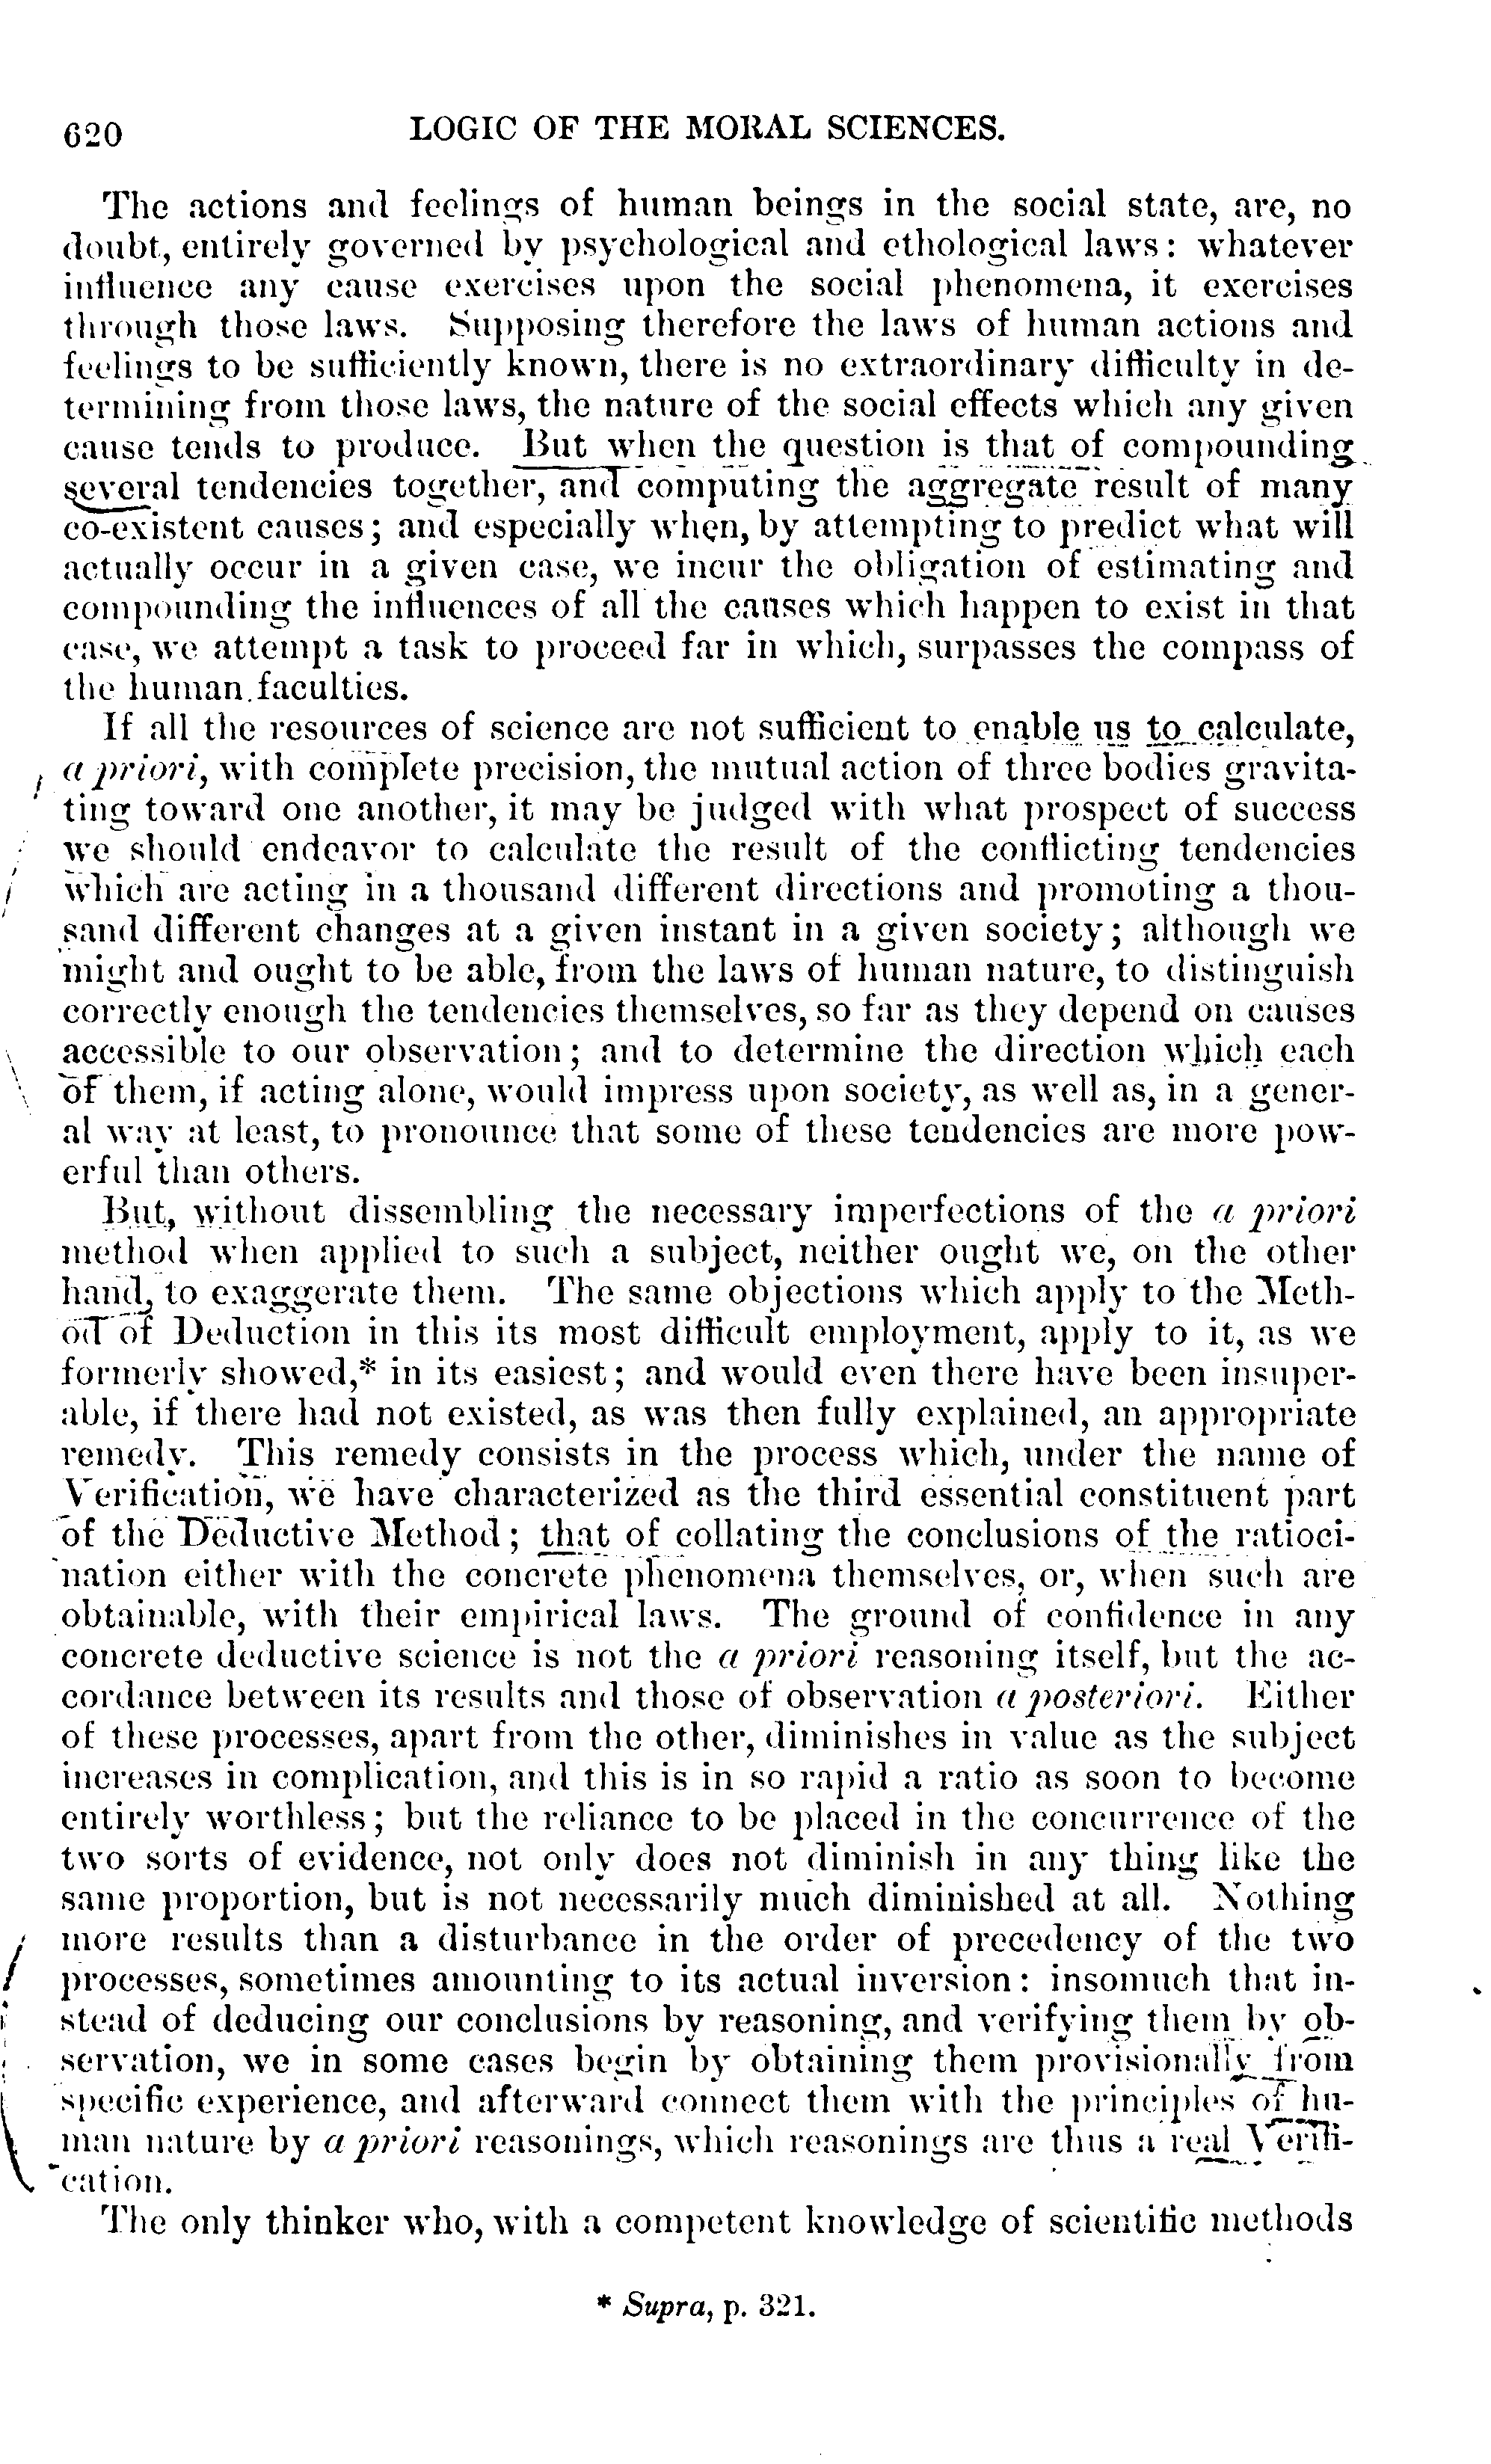 620
LOGIC OF THE MORAL SCIENCES.
The actions and feelings of human beings in the social state, are, no
doubt, entirely governed by psychological and ethological laws: whatever
influence any cause exercises upon the social phenomena, it exercises
through those laws. Supposing therefore the laws of human actions and
feelings to be sufficiently known, there is no extraordinary difficulty in de-
termining from those laws, the nature of the social effects which any given
cause tends to produce. But when the question is that of compounding
several tendencies together, and computing the aggregate result of many
co-existent causes; and especially when, by attempting to predict what will
actually occur in a given case, we incur the obligation of estimating and
compounding the influences of all the causes which happen to exist in that
case, we attempt a task to proceed far in which, surpasses the compass of
the human faculties.
If all the resources of science are not sufficient to enable us to calculate,
a priori, with complete precision, the mutual action of three bodies gravita-
ting toward one another, it may be judged with what prospect of success
we should endeavor to calculate the result of the conflicting tendencies
which are acting in a thousand different directions and promoting a thou-
sand different changes at a given instant in a given society; although we
might and ought to be able, from the laws of human nature, to distinguish
correctly enough the tendencies themselves, so far as they depend on causes
accessible to our observation; and to determine the direction which each
of them, if acting alone, would impress upon society, as well as, in a gener-
al way at least, to pronounce that some of these tendencies are more pow-
erful than others.
But, without dissembling the necessary imperfections of the a priori
method when applied to such a subject, neither ought we, on the other
hand, to exaggerate them. The same objections which apply to the Meth-
od of Deduction in this its most difficult employment, apply to it, as we
formerly showed,* in its easiest; and would even there have been insuper-
able, if there had not existed, as was then fully explained, an appropriate
remedy. This remedy consists in the process which, under the name of
Verification, we have characterized as the third essential constituent part
of the Deductive Method; that of collating the conclusions of the ratioci-
nation either with the concrete phenomena themselves, or, when such are
obtainable, with their empirical laws. The ground of confidence in any
concrete deductive science is not the a priori reasoning itself, but the ac-
cordance between its results and those of observation a posteriori. Either
of these processes, apart from the other, diminishes in value as the subject
increases in complication, and this is in so rapid a ratio as soon to become
entirely worthless; but the reliance to be placed in the concurrence of the
two sorts of evidence, not only does not diminish in any thing like the
same proportion, but is not necessarily much diminished at all. Nothing
more results than a disturbance in the order of precedency of the two
processes, sometimes amounting to its actual inversion: insomuch that in-
stead of deducing our conclusions by reasoning, and verifying them by ob-
servation, we in some cases begin by obtaining them provisionally from
specific experience, and afterward connect them with the principles of hu-
man nature by a priori reasonings, which reasonings are thus a real Verifi-
cation.
The only thinker who, with a competent knowledge of scientific methods
* Supra, p. 321.